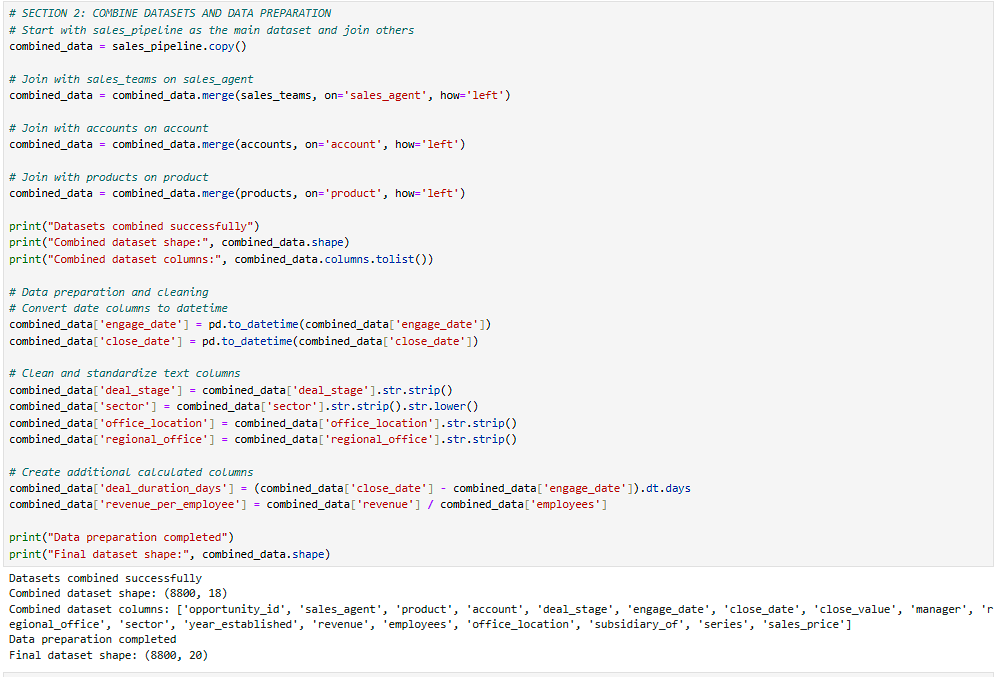 # SECTION 2: COMBINE DATASETS AND DATA PREPARATION
# Start with sales_pipeline as the main dataset and join others
combined_data = sales_pipeline.copy()
# Join with sales_teams on sales_agent
combined_data = combined_data.merge(sales_teams, on='sales_agent', how='left')
# Join with accounts on account
combined_data = combined_data.merge(accounts, on='account', how='left')
# Join with products on product
combined_data = combined_data.merge(products, on='product', how='left')
print("Datasets combined successfully")
print("Combined dataset shape:", combined_data.shape)
print("Combined dataset columns:", combined_data.columns.tolist())
# Data preparation and cleaning
# Convert date columns to datetime
combined_data['engage_date'] = pd.to_datetime(combined_data['engage_date'])
combined_data['close_date'] = pd.to_datetime(combined_data['close_date'])
# Clean and standardize text columns
combined_data['deal_stage'] = combined_data['deal_stage'].str.strip()
combined_data['sector'] = combined_data['sector'].str.strip().str.lower()
combined_data['office_location'] = combined_data['office_location'].str.strip()
combined_data['regional_office'] = combined_data['regional_office'].str.strip()
# Create additional calculated columns
combined_data['deal_duration_days'] = (combined_data['close_date'] - combined_data['engage_date']).dt.days
combined_data['revenue_per_employee'] = combined_data['revenue'] / combined_data['employees']
print("Data preparation completed")
print("Final dataset shape:", combined_data.shape)
Datasets combined successfully
Combined dataset shape: (8800, 18)
Combined dataset columns: ['opportunity_id', 'sales_agent', 'product', 'account', 'deal_stage', 'engage_date', 'close_date', 'close_value', 'manager', 'r
egional_office', 'sector', 'year_established', 'revenue', 'employees', 'office_location', 'subsidiary_of', 'series', 'sales_price']
Data preparation completed
Final dataset shape: (8800, 20)